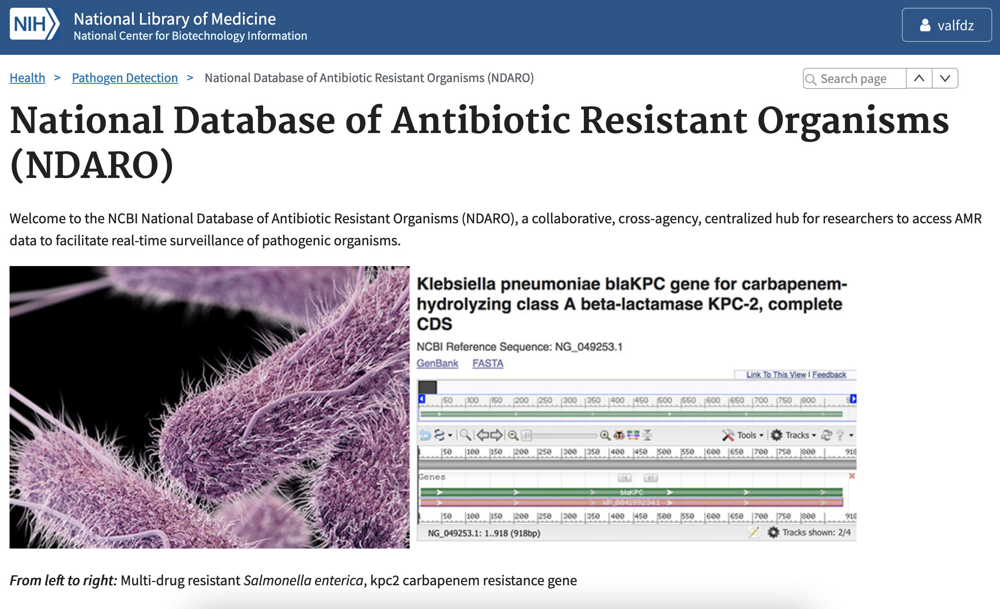 NIH
National Library of Medicine
National Center for Biotechnology Information
valfdz
Health > Pathogen Detection > National Database of Antibiotic Resistant Organisms (NDARO)
Search page
National Database of Antibiotic Resistant Organisms
(NDARO)
Welcome to the NCBI National Database of Antibiotic Resistant Organisms (NDARO), a collaborative, cross-agency, centralized hub for researchers to access AMR
data to facilitate real-time surveillance of pathogenic organisms.
Klebsiella pneumoniae blaKPC gene for carbapenem-
hydrolyzing class A beta-lactamase KPC-2, complete
CDS
NCBI Reference Sequence: NG_049253.1
GenBank FASTA
Link To This View | Feedback
50 100 150 200 250 300 350 400 450 500 550 600 650 700 750 800
ATG Tools Tracks ?
1 50 100 150 200 250 300 350 400 450 500 550 600 650 700 750 800 918
Genes
blaKPC
WP_004199234.1
1 50 100 150 200 250 300 350 400 450 500 550 600 650 700 750 800 918
NG_049253.1: 1..918 (918bp) Tracks shown: 2/4
From left to right: Multi-drug resistant Salmonella enterica, kpc2 carbapenem resistance gene